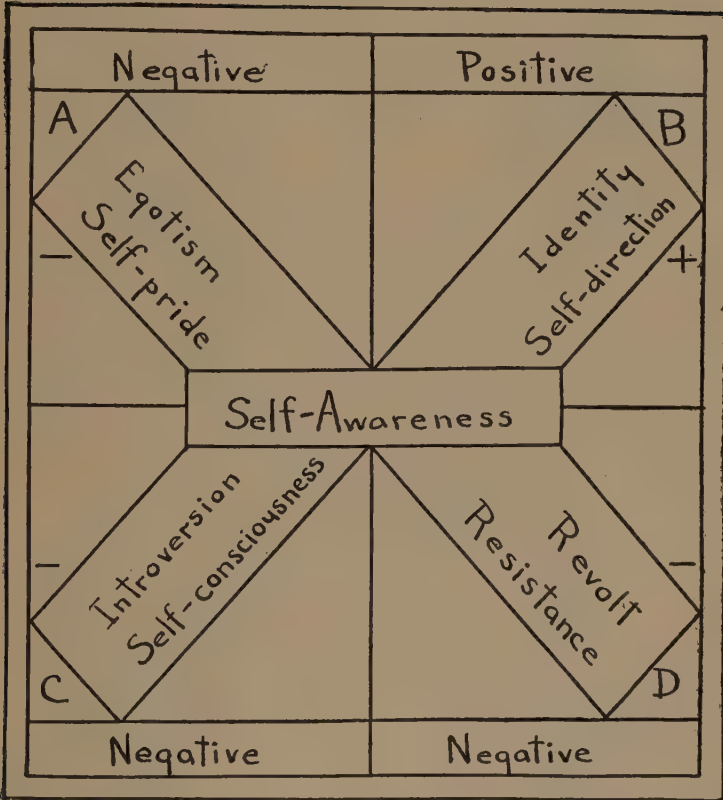 Negative
Positive
A
B
Egotism
Self-pride
Identity
Self-direction
−
+
Self-Awareness
Introversion
Self-consciousness
Revolt
Resistance
−
−
C
D
Negative
Negative